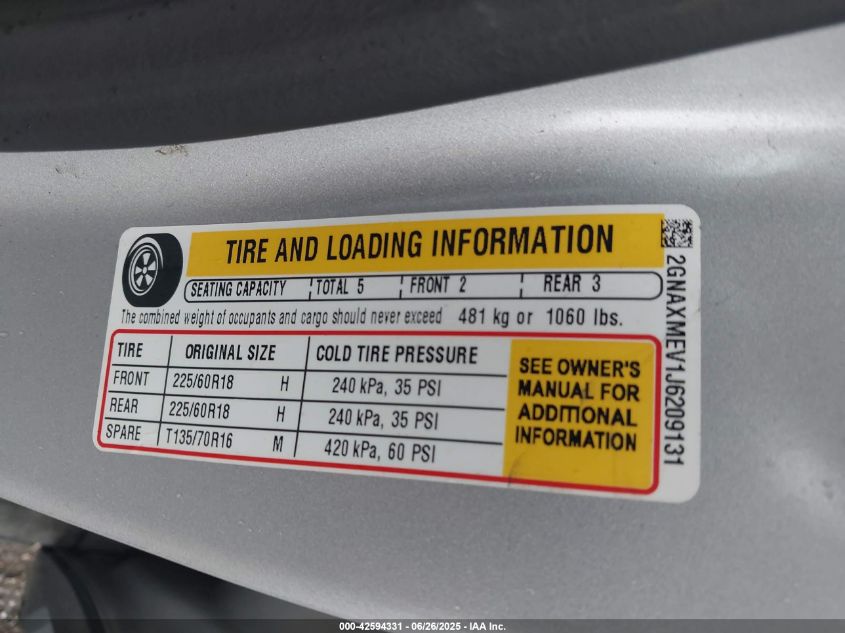 TIRE AND LOADING INFORMATION
SEATING CAPACITY TOTAL 5 FRONT 2 REAR 3
The combined weight of occupants and cargo should never exceed 481 kg or 1060 lbs.
TIRE ORIGINAL SIZE COLD TIRE PRESSURE
FRONT 225/60R18 H 240 kPa, 35 PSI
REAR 225/60R18 H 240 kPa, 35 PSI
SPARE T135/70R16 M 420 kPa, 60 PSI
SEE OWNER'S
MANUAL FOR
ADDITIONAL
INFORMATION
2GNAXMEV1J6209131
000-42594331 / 06/26/2025 - IAA Inc.